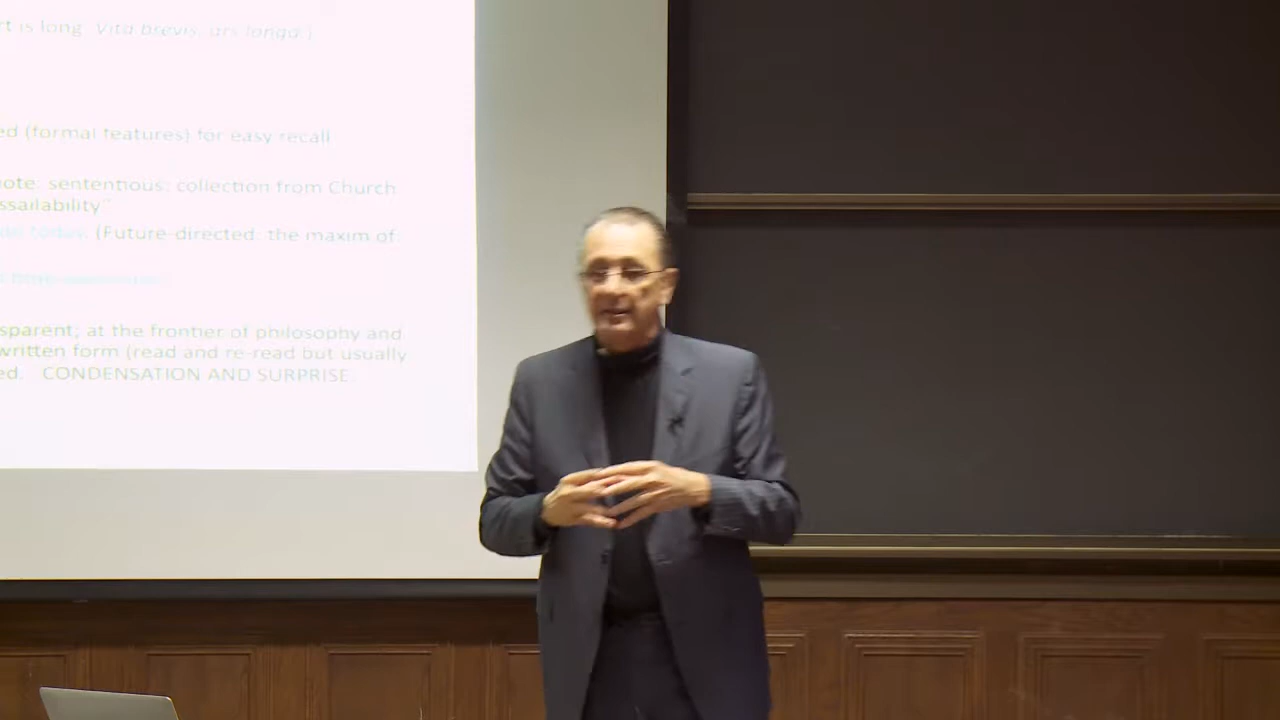 rt is long. Vita brevis, ars longa.)
ed (formal features) for easy recall
ote: sententious: collection from Church
ssailability"
today. (Future-directed: the maxim of:
sparent; at the frontier of philosophy and
written form (read and re-read but usually
ed. CONDENSATION AND SURPRISE.